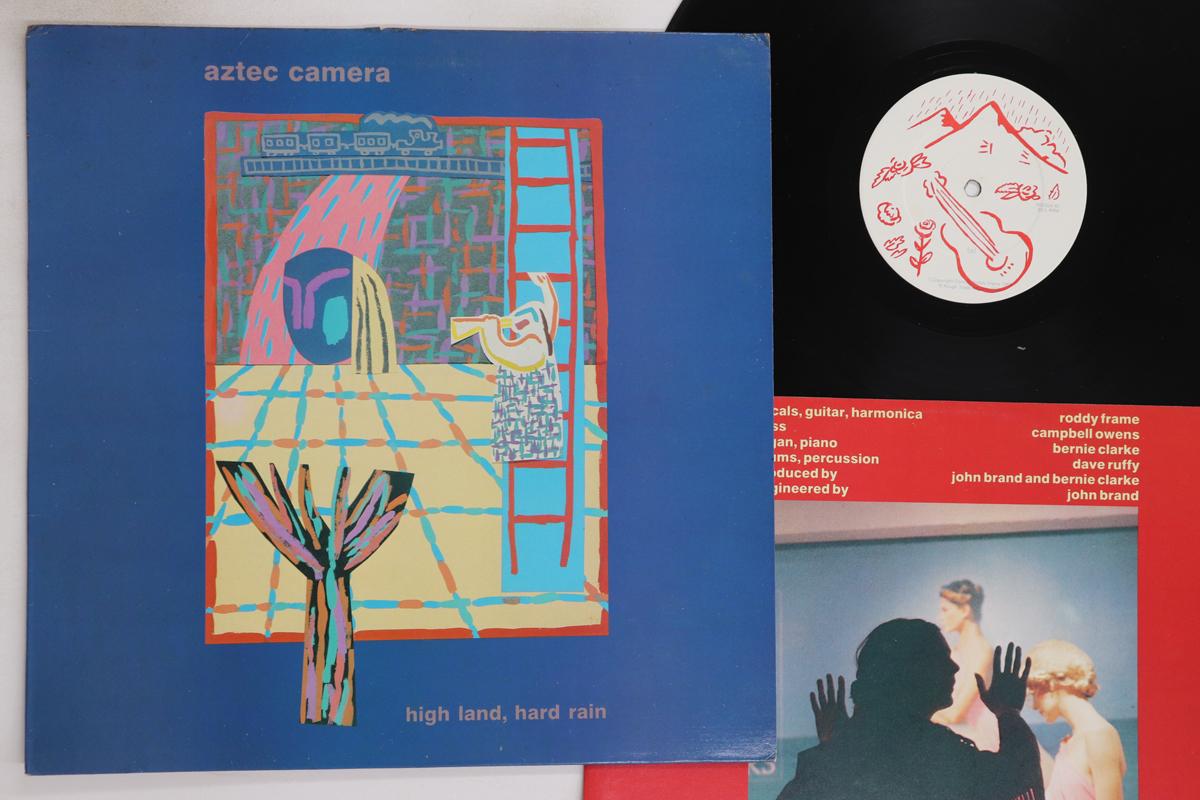 aztec camera
high land, hard rain
cals, guitar, harmonica roddy frame
ss campbell owens
gan, piano bernie clarke
ums, percussion dave ruffy
oduced by john brand and bernie clarke
gineered by john brand
KS